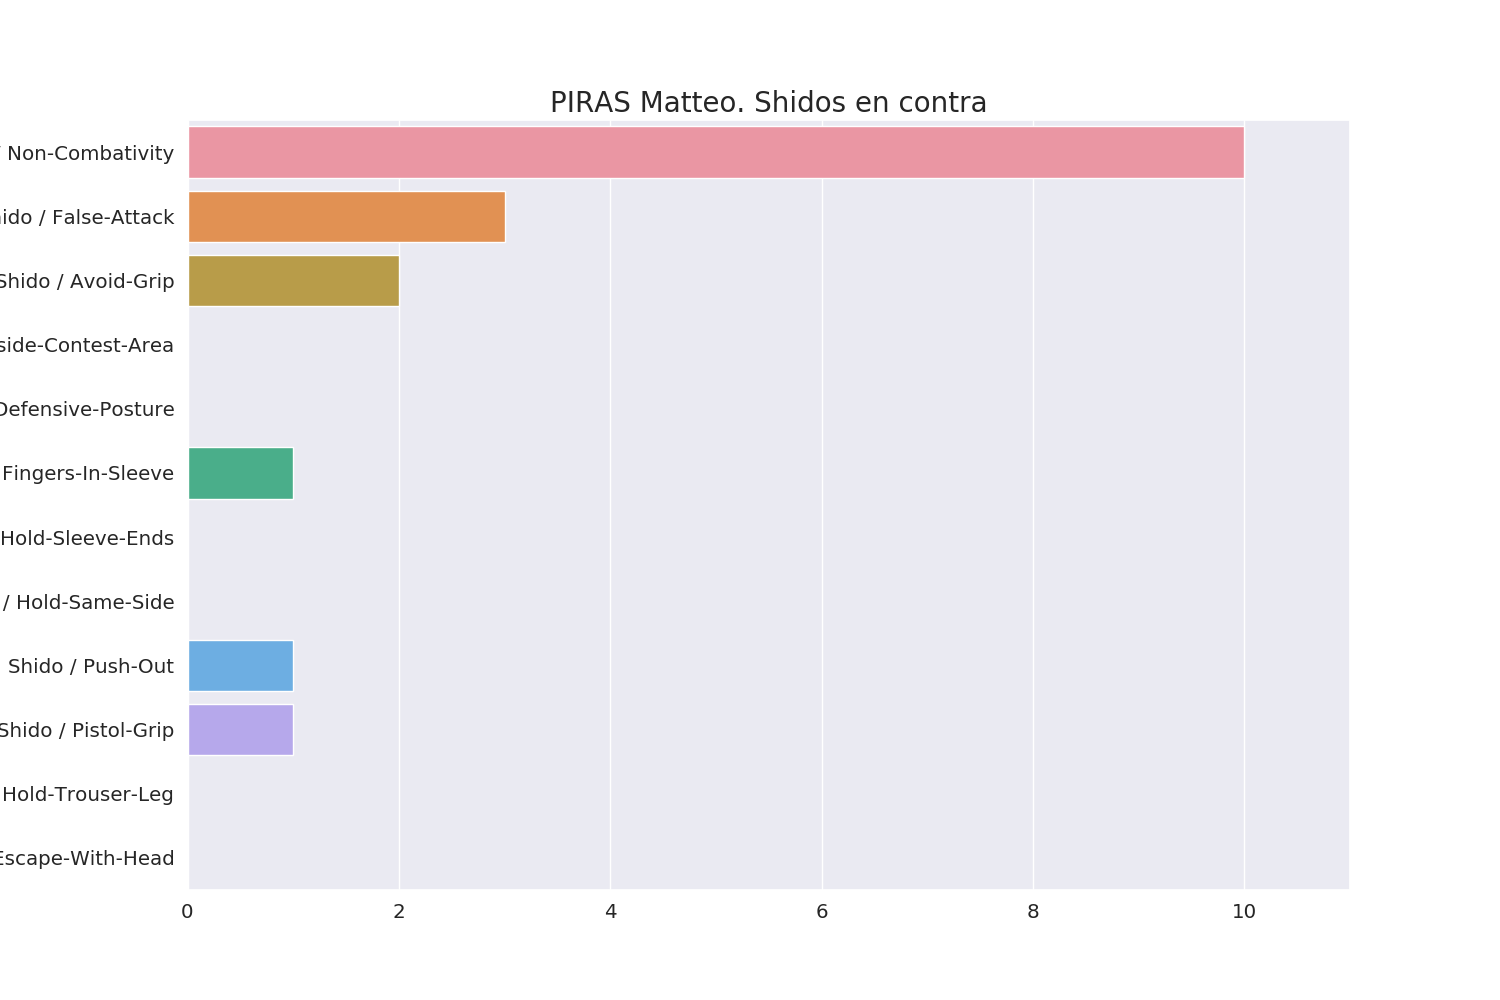 PIRAS Matteo. Shidos en contra
/ Non-Combativity
/ False-Attack
Shido / Avoid-Grip
-Contest-Area
Defensive-Posture
Fingers-In-Sleeve
Hold-Sleeve-Ends
/ Hold-Same-Side
Shido / Push-Out
Shido / Pistol-Grip
Hold-Trouser-Leg
Escape-With-Head
0 2 4 6 8 10